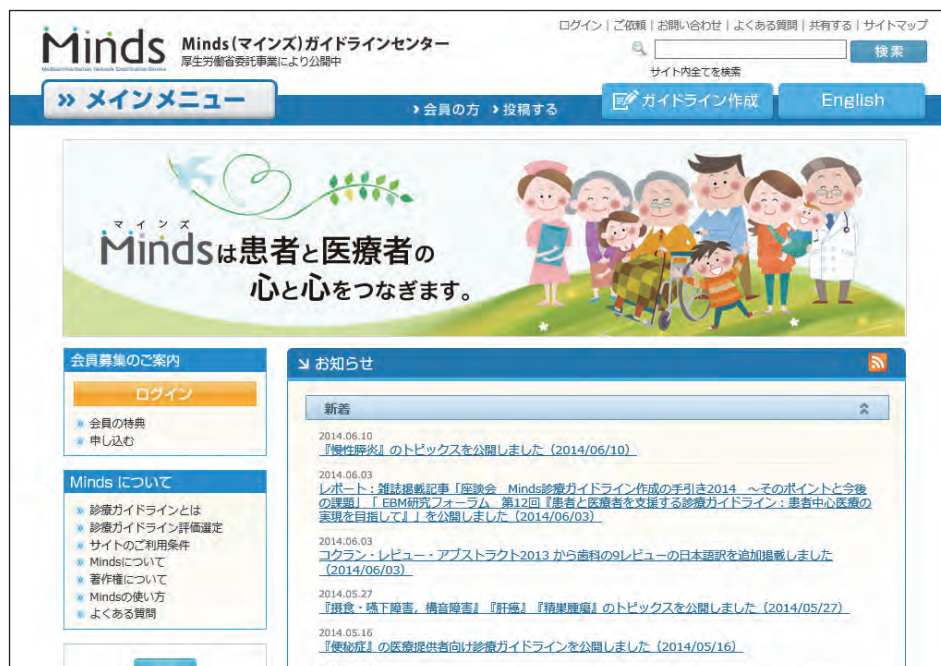 ログイン | ご依頼 | お問い合わせ | よくある質問 | 共有する | サイトマップ
Minds
Minds(マインズ)ガイドラインセンター
厚生労働省委託事業により公開中
検索
サイト内全てを検索
» メインメニュー
›会員の方 ›投稿する
ガイドライン作成
English
マインズ
Mindsは患者と医療者の
心と心をつなぎます。
会員募集のご案内
ログイン
» 会員の特典
» 申し込む
Minds について
» 診療ガイドラインとは
» 診療ガイドライン評価選定
» サイトのご利用条件
» Mindsについて
» 著作権について
» Mindsの使い方
» よくある質問
お知らせ
新着
2014.06.10
『慢性膵炎』のトピックスを公開しました（2014/06/10）
2014.06.03
レポート：雑誌掲載記事「座談会 Minds診療ガイドライン作成の手引き2014 ～そのポイントと今後
の課題」「 EBM研究フォーラム 第12回『患者と医療者を支援する診療ガイドライン：患者中心医療の
実現を目指して』」を公開しました（2014/06/03）
2014.06.03
コクラン・レビュー・アブストラクト2013 から歯科の9レビューの日本語訳を追加掲載しました
（2014/06/03）
2014.05.27
『摂食・嚥下障害，構音障害』『肝癌』『精巣腫瘍』のトピックスを公開しました（2014/05/27）
2014.05.16
『便秘症』の医療提供者向け診療ガイドラインを公開しました（2014/05/16）